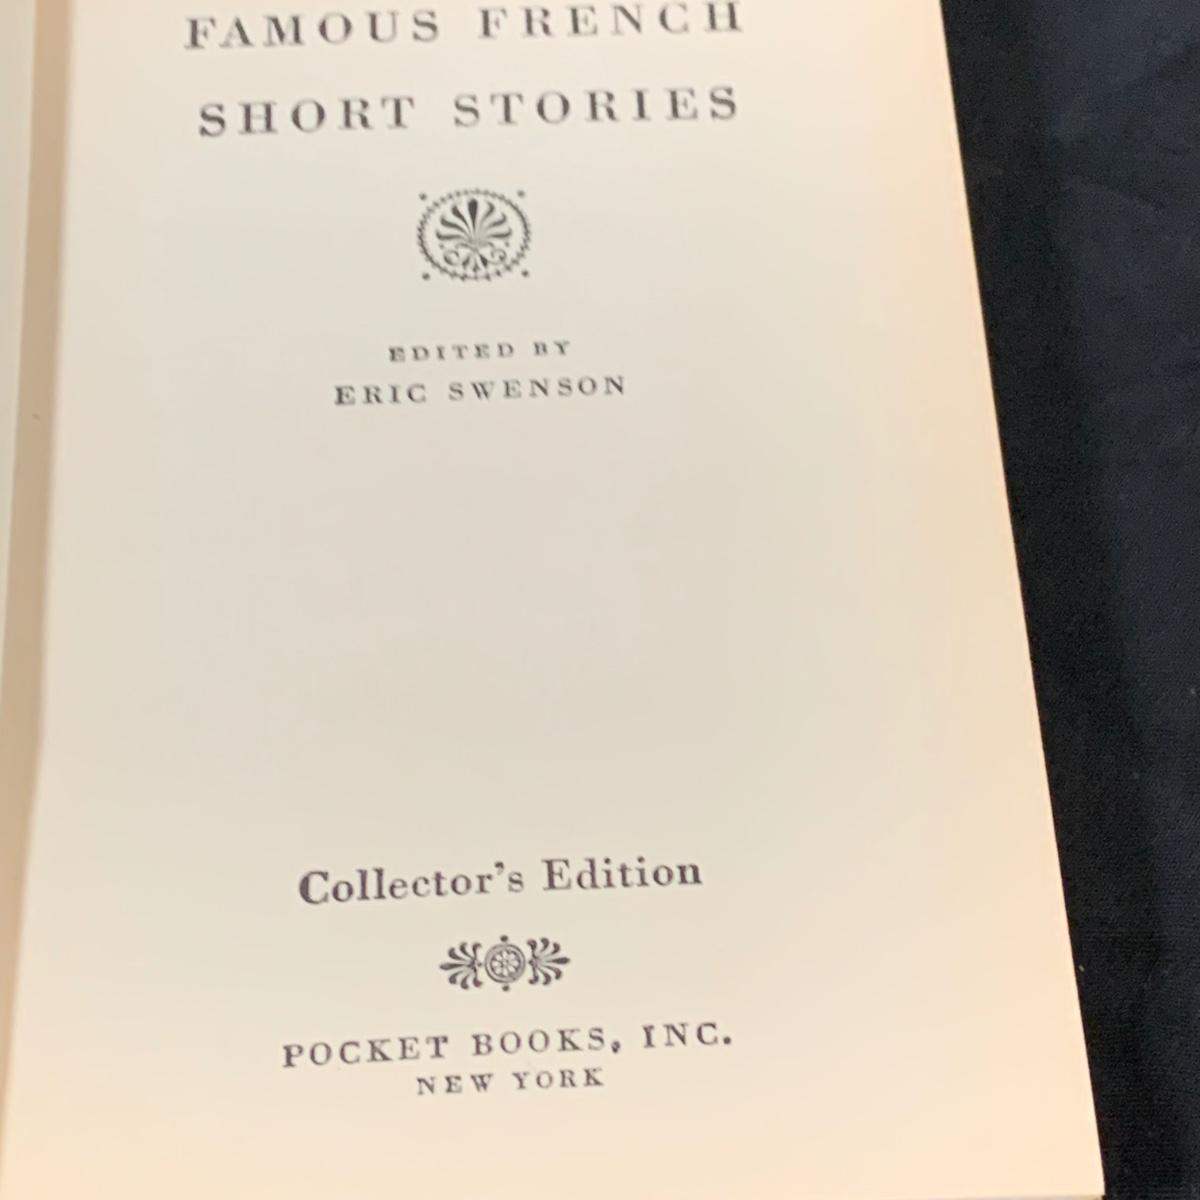 FAMOUS FRENCH
SHORT STORIES
EDITED BY
ERIC SWENSON
Collector's Edition
POCKET BOOKS, INC.
NEW YORK